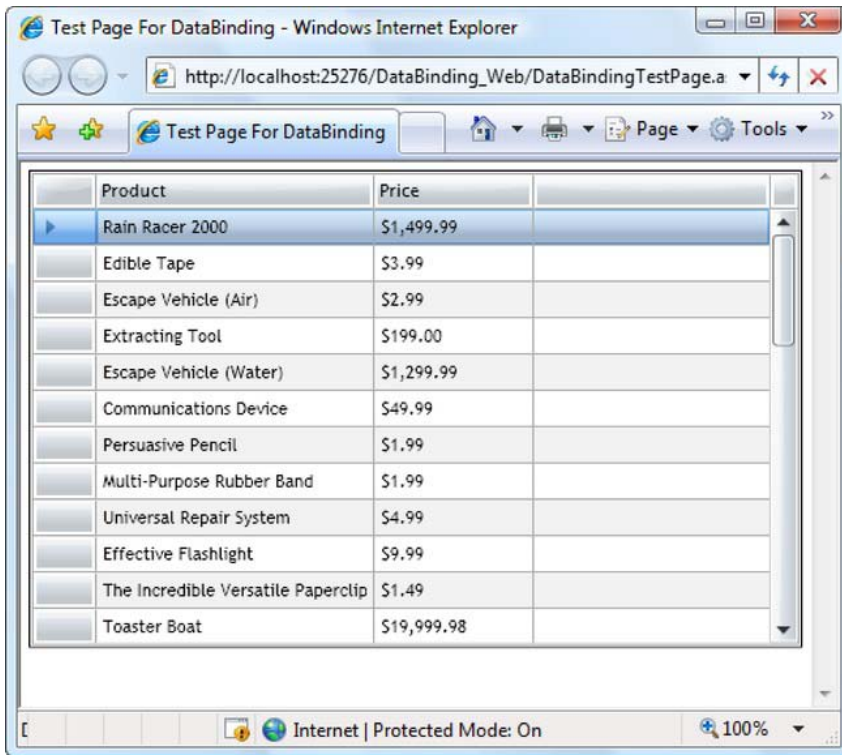 Test Page For DataBinding - Windows Internet Explorer
http://localhost:25276/DataBinding_Web/DataBindingTestPage.a
Test Page For DataBinding
Page
Tools
Product Price
Rain Racer 2000 $1,499.99
Edible Tape $3.99
Escape Vehicle (Air) $2.99
Extracting Tool $199.00
Escape Vehicle (Water) $1,299.99
Communications Device $49.99
Persuasive Pencil $1.99
Multi-Purpose Rubber Band $1.99
Universal Repair System $4.99
Effective Flashlight $9.99
The Incredible Versatile Paperclip $1.49
Toaster Boat $19,999.98
Internet | Protected Mode: On
100%